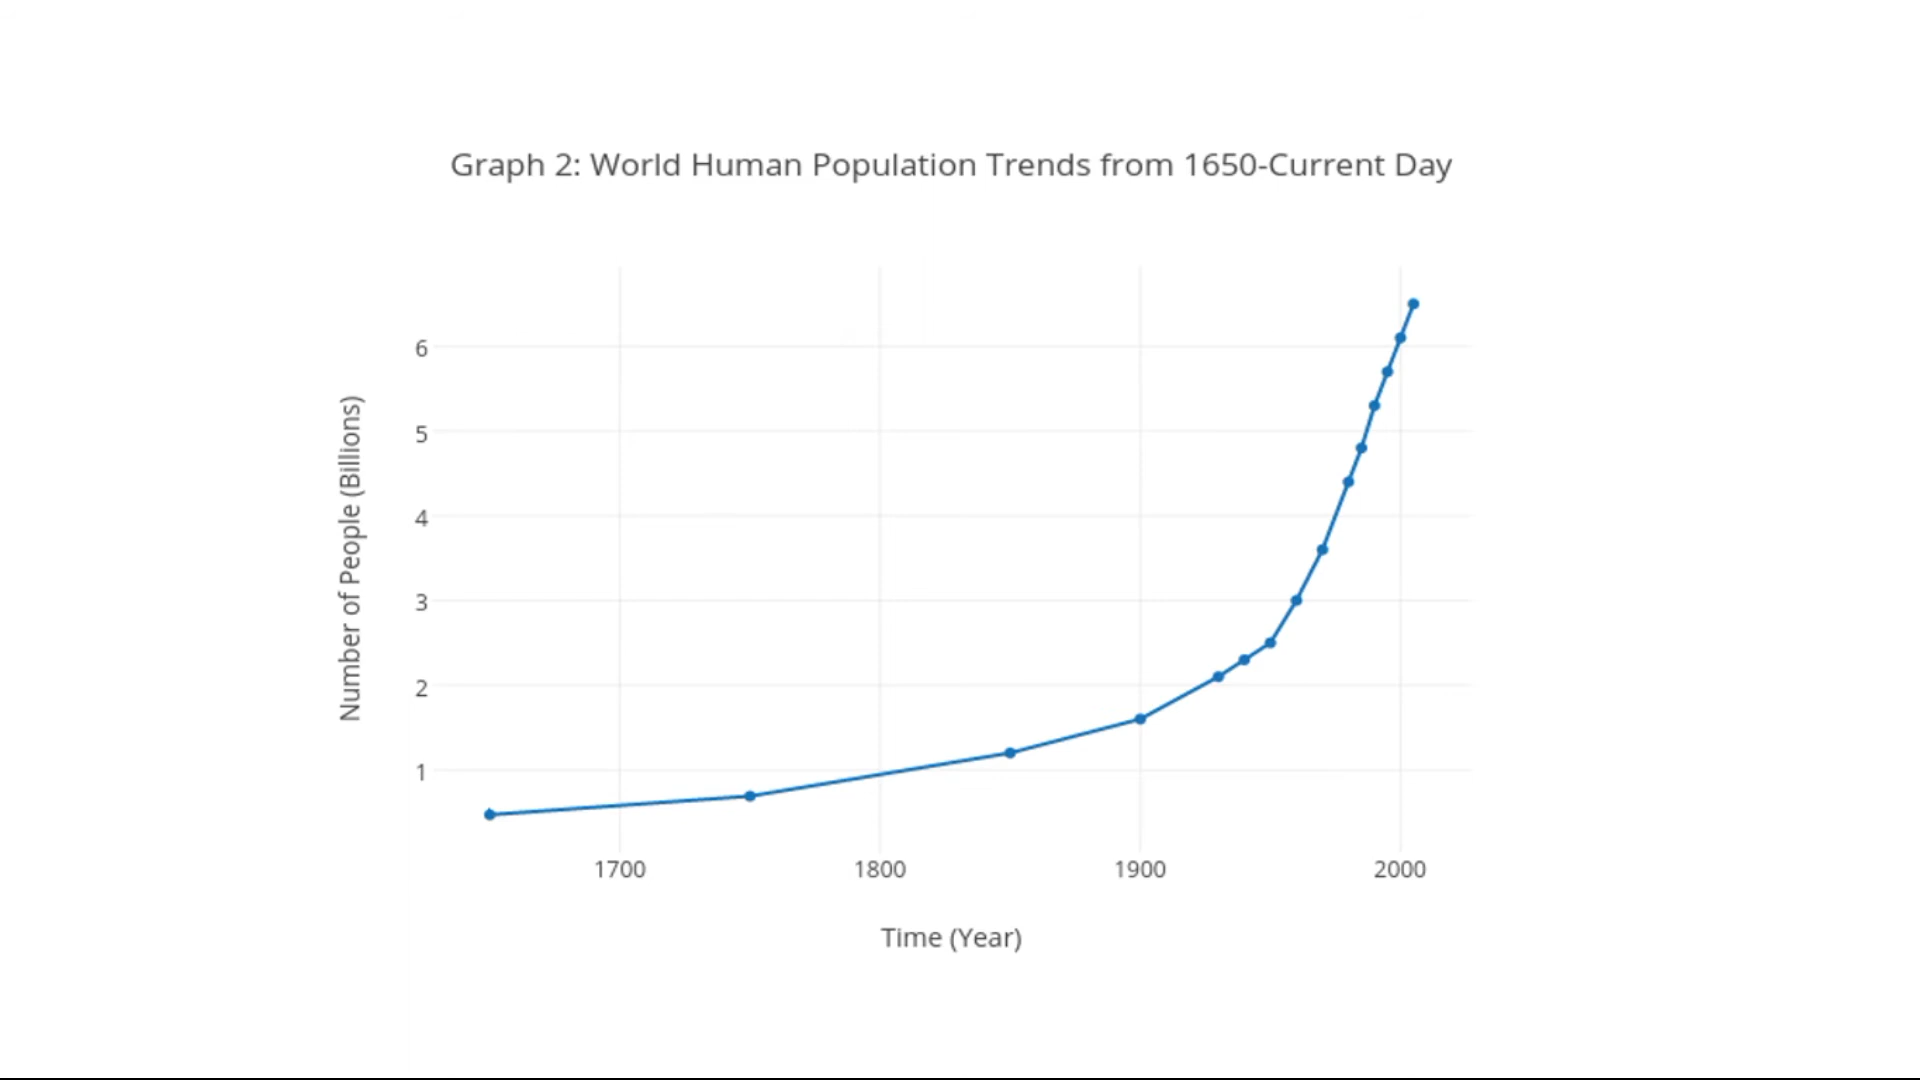 Graph 2: World Human Population Trends from 1650-Current Day
Number of People (Billions)
6
5
4
3
2
1
1700 1800 1900 2000
Time (Year)